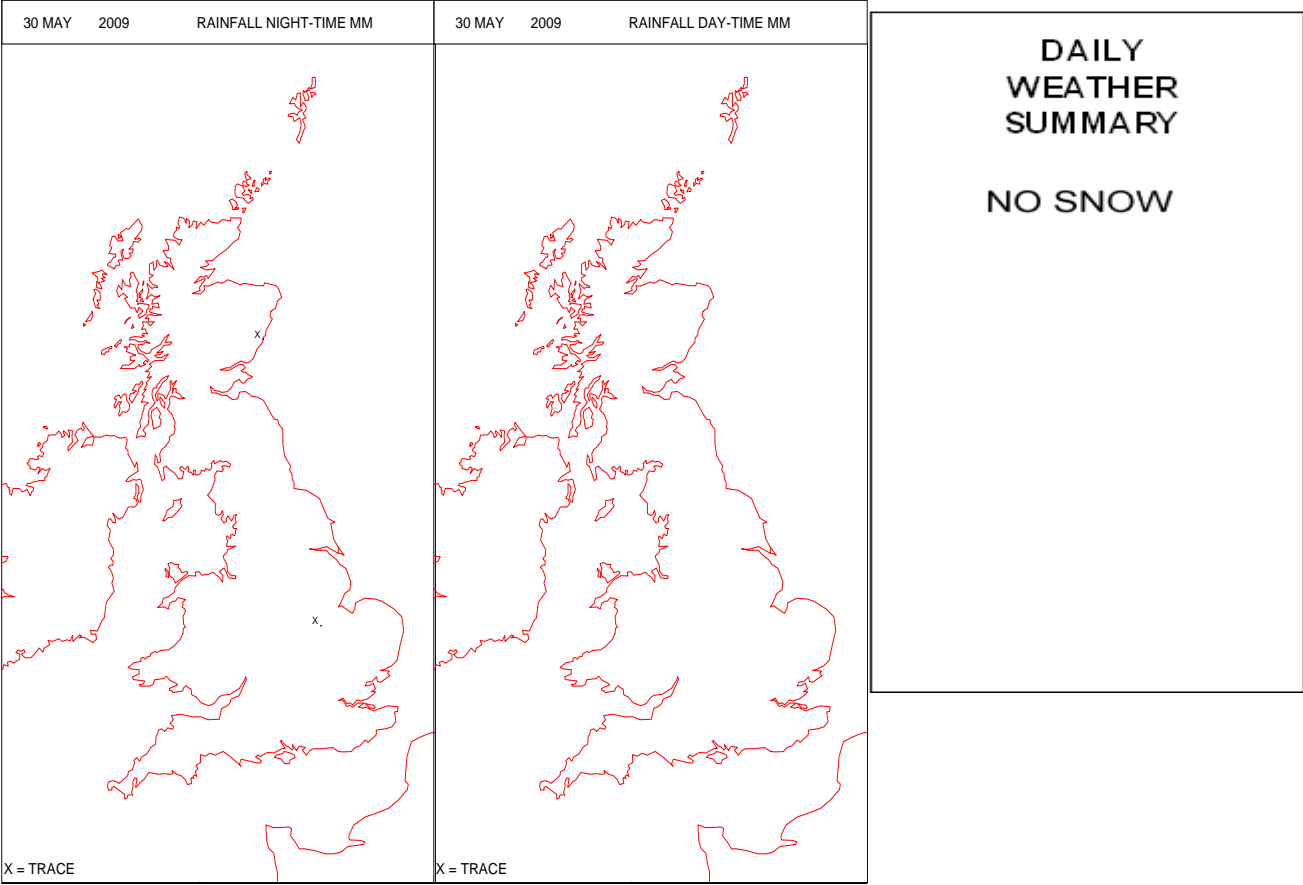 30 MAY 2009 RAINFALL NIGHT-TIME MM
X
X
X = TRACE
30 MAY 2009 RAINFALL DAY-TIME MM
X = TRACE
DAILY
WEATHER
SUMMARY
NO SNOW